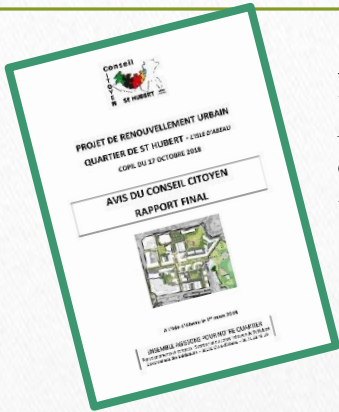 Conseil
CITOYEN
ST HUBERT
PROJET DE RENOUVELLEMENT URBAIN
QUARTIER DE ST HUBERT - L'ISLE D'ABEAU
COPIL DU 17 OCTOBRE 2018
AVIS DU CONSEIL CITOYEN
RAPPORT FINAL
ENSEMBLE AGISSONS POUR NOTRE QUARTIER